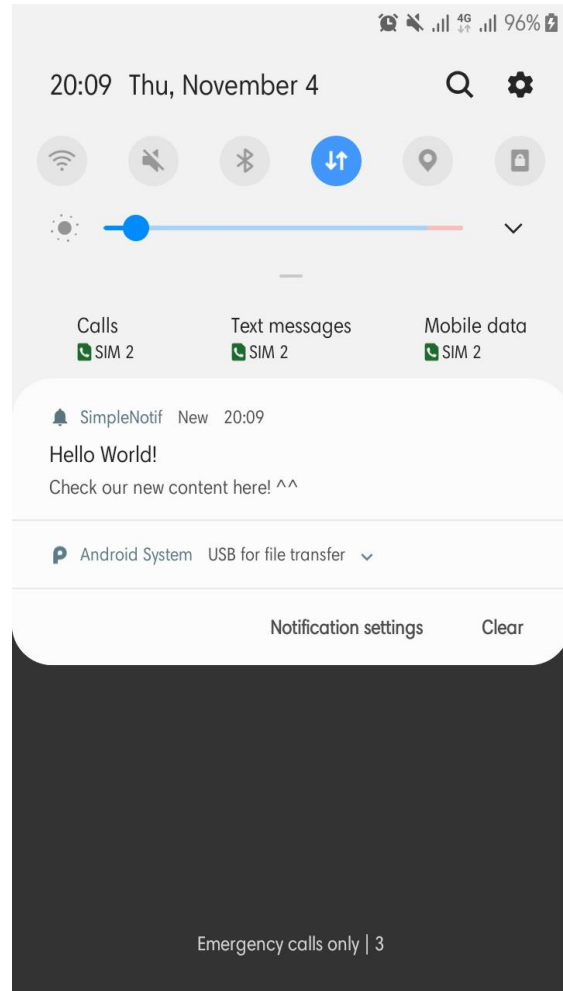 4G 96%
20:09 Thu, November 4
Calls Text messages Mobile data
SIM 2 SIM 2 SIM 2
SimpleNotif New 20:09
Hello World!
Check our new content here! ^^
Android System USB for file transfer
Notification settings Clear
Emergency calls only | 3